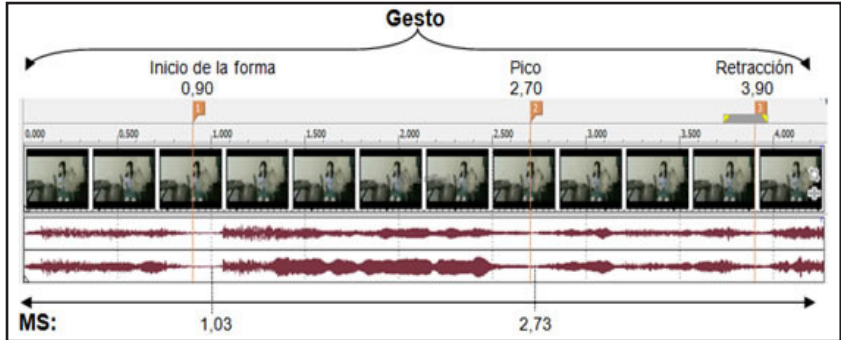 Gesto
Inicio de la forma Pico Retracción
0,90 2,70 3,90
1 2 3
0.000 0.500 1.000 1.500 2.000 2.500 3.000 3.500 4.000
MS: 1,03 2,73